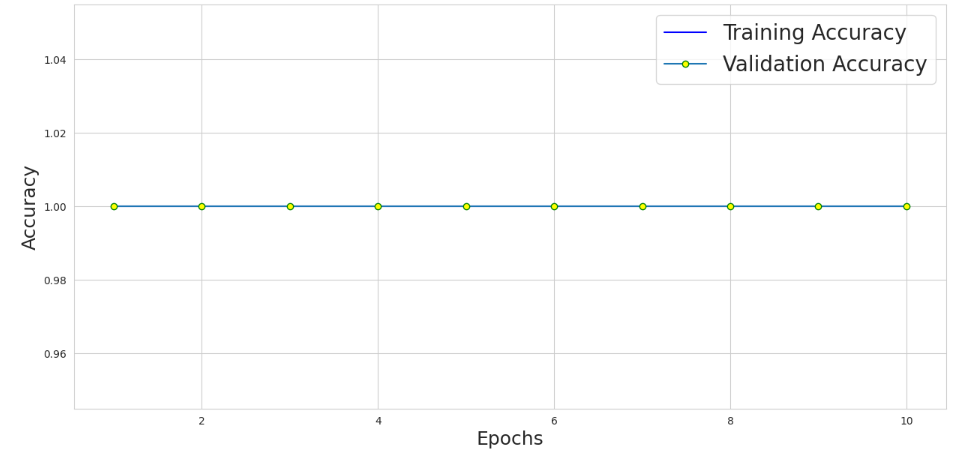 Training Accuracy
Validation Accuracy
1.04
1.02
1.00
0.98
0.96
Accuracy
2 4 6 8 10
Epochs